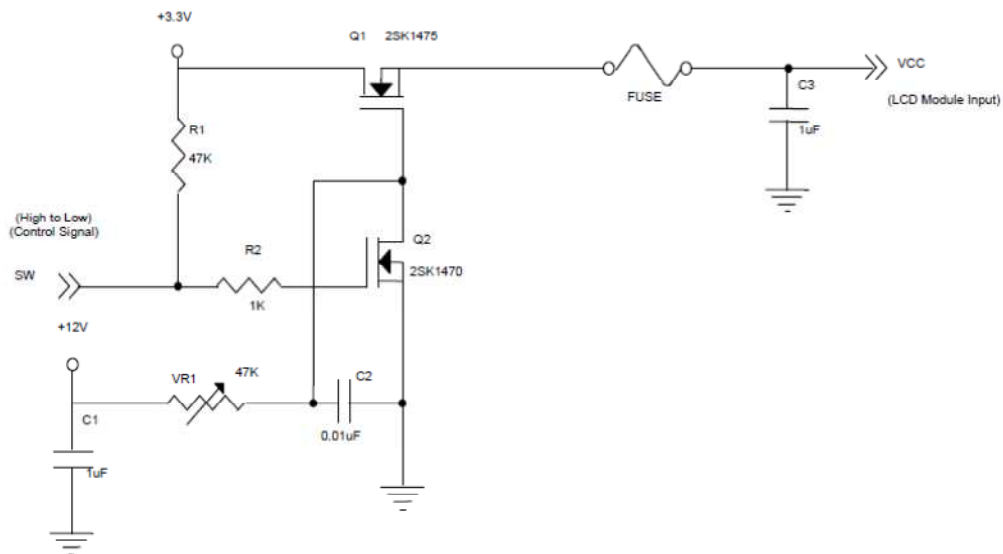 +3.3V
Q1 2SK1475
FUSE
VCC
(LCD Module Input)
C3
1uF
R1
47K
(High to Low)
(Control Signal)
SW
R2
1K
Q2
2SK1470
+12V
VR1
47K
C2
0.01uF
C1
1uF